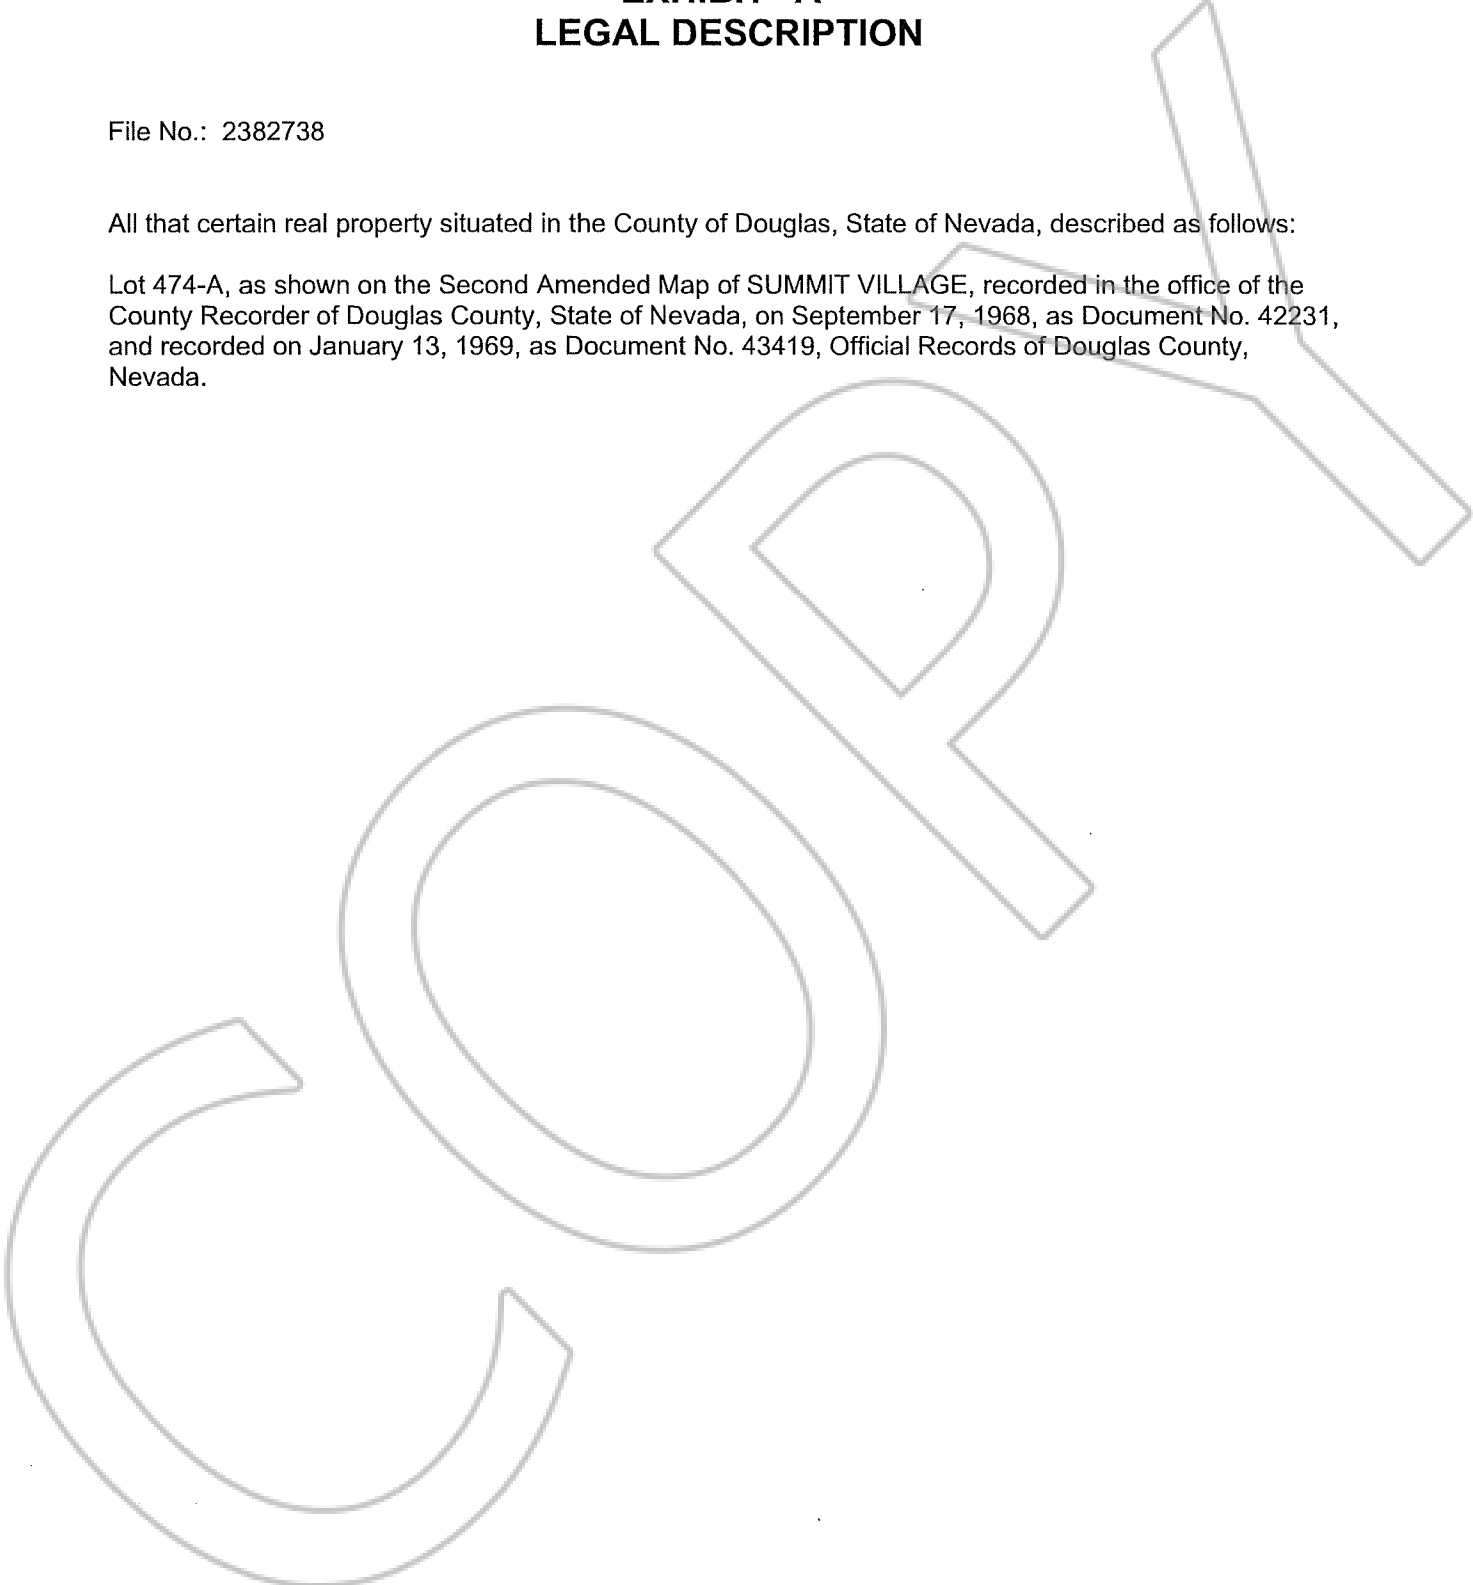 EXHIBIT "A"
LEGAL DESCRIPTION
File No.: 2382738
All that certain real property situated in the County of Douglas, State of Nevada, described as follows:
Lot 474-A, as shown on the Second Amended Map of SUMMIT VILLAGE, recorded in the office of the
County Recorder of Douglas County, State of Nevada, on September 17, 1968, as Document No. 42231,
and recorded on January 13, 1969, as Document No. 43419, Official Records of Douglas County,
Nevada.
COPY